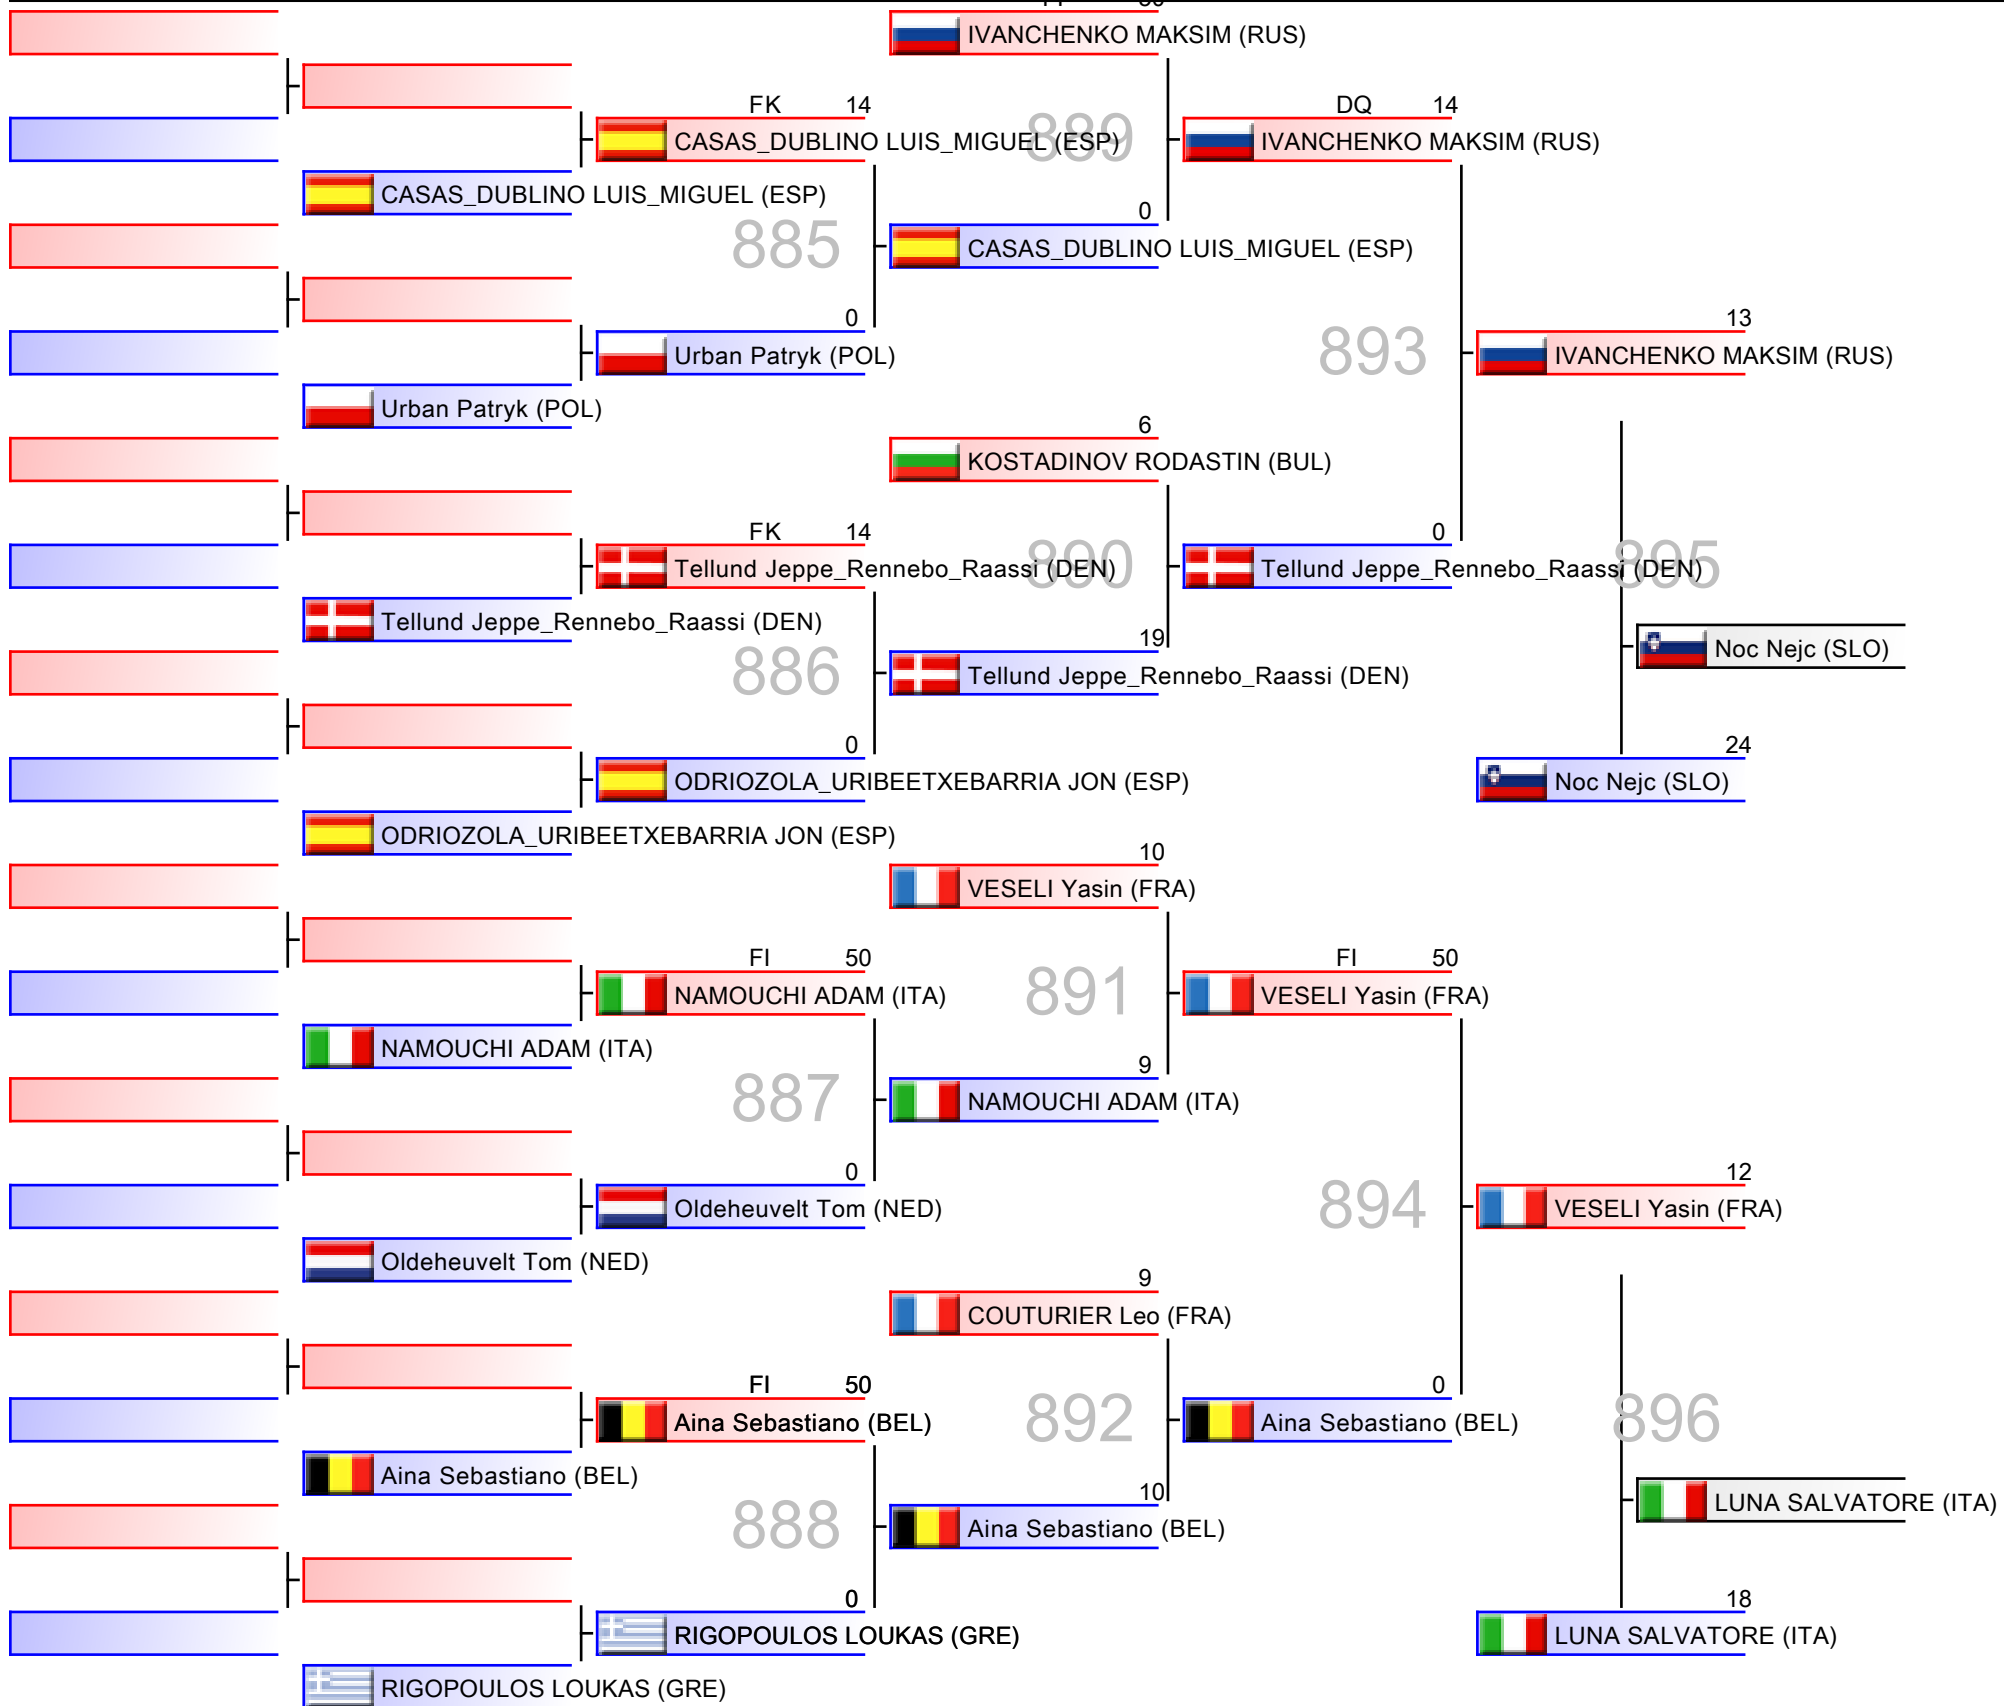 IVANCHENKO MAKSIM (RUS)
FK 14
DQ 14
CASAS_DUBLINO LUIS_MIGUEL (ESP)
889
IVANCHENKO MAKSIM (RUS)
CASAS_DUBLINO LUIS_MIGUEL (ESP)
0
885
CASAS_DUBLINO LUIS_MIGUEL (ESP)
0
13
Urban Patryk (POL)
893
IVANCHENKO MAKSIM (RUS)
Urban Patryk (POL)
6
KOSTADINOV RODASTIN (BUL)
FK 14
0
Tellund Jeppe_Rennebo_Raassi (DEN)
890
Tellund Jeppe_Rennebo_Raassi (DEN)
895
Tellund Jeppe_Rennebo_Raassi (DEN)
19
Noc Nejc (SLO)
886
Tellund Jeppe_Rennebo_Raassi (DEN)
0
24
ODRIOZOLA_URIBEETXEBARRIA JON (ESP)
Noc Nejc (SLO)
ODRIOZOLA_URIBEETXEBARRIA JON (ESP)
10
VESELI Yasin (FRA)
FI 50
FI 50
NAMOUCHI ADAM (ITA)
891
VESELI Yasin (FRA)
NAMOUCHI ADAM (ITA)
9
887
NAMOUCHI ADAM (ITA)
0
12
Oldeheuvelt Tom (NED)
894
VESELI Yasin (FRA)
Oldeheuvelt Tom (NED)
9
COUTURIER Leo (FRA)
FI 50
0
Aina Sebastiano (BEL)
892
Aina Sebastiano (BEL)
896
Aina Sebastiano (BEL)
10
LUNA SALVATORE (ITA)
888
Aina Sebastiano (BEL)
0
18
RIGOPOULOS LOUKAS (GRE)
LUNA SALVATORE (ITA)
RIGOPOULOS LOUKAS (GRE)